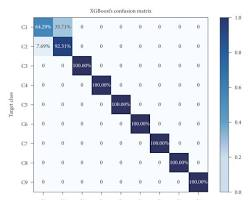 XGBoost's confusion matrix
C1 64.29% 35.71% 0 0 0 0 0 0 0
C2 7.69% 92.31% 0 0 0 0 0 0 0
C3 0 0 100.00% 0 0 0 0 0 0
C4 0 0 0 100.00% 0 0 0 0 0
C5 0 0 0 0 100.00% 0 0 0 0
C6 0 0 0 0 0 100.00% 0 0 0
C7 0 0 0 0 0 0 100.00% 0 0
C8 0 0 0 0 0 0 0 100.00% 0
C9 0 0 0 0 0 0 0 0 100.00%
Target class
1.0
0.8
0.6
0.4
0.2
0.0